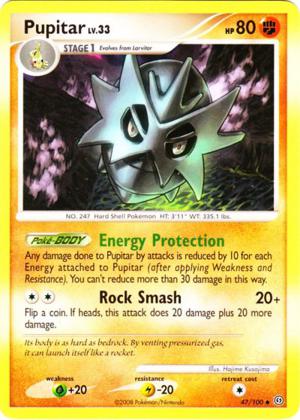 Pupitar LV.33 HP 80
STAGE 1 Evolves from Larvitar
NO. 247 Hard Shell Pokémon HT: 3'11" WT: 335.1 lbs.
Poké-BODY Energy Protection
Any damage done to Pupitar by attacks is reduced by 10 for each
Energy attached to Pupitar (after applying Weakness and
Resistance). You can't reduce more than 30 damage in this way.
Rock Smash 20+
Flip a coin. If heads, this attack does 20 damage plus 20 more
damage.
Its body is as hard as bedrock. By venting pressurized gas,
it can launch itself like a rocket.
Illus. Hajime Kusajima
weakness resistance retreat cost
+20 -20
©2008 Pokémon/Nintendo 47/100